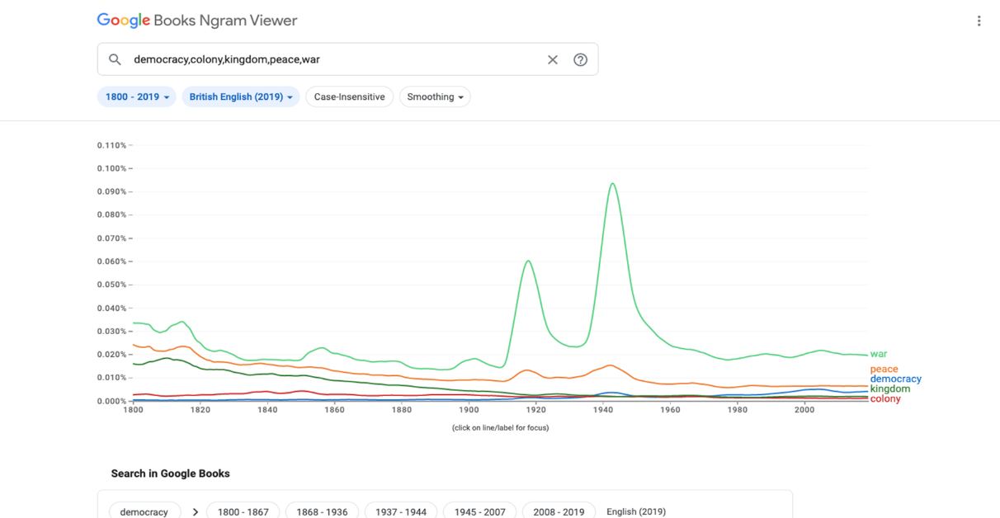 Google Books Ngram Viewer
democracy,colony,kingdom,peace,war
1800 - 2019 British English (2019) Case-Insensitive Smoothing
0.110%
0.100%
0.090%
0.080%
0.070%
0.060%
0.050%
0.040%
0.030%
0.020%
0.010%
0.000%
war
peace
democracy
kingdom
colony
1800 1820 1840 1860 1880 1900 1920 1940 1960 1980 2000
(click on line/label for focus)
Search in Google Books
democracy 1800 - 1867 1868 - 1936 1937 - 1944 1945 - 2007 2008 - 2019 English (2019)